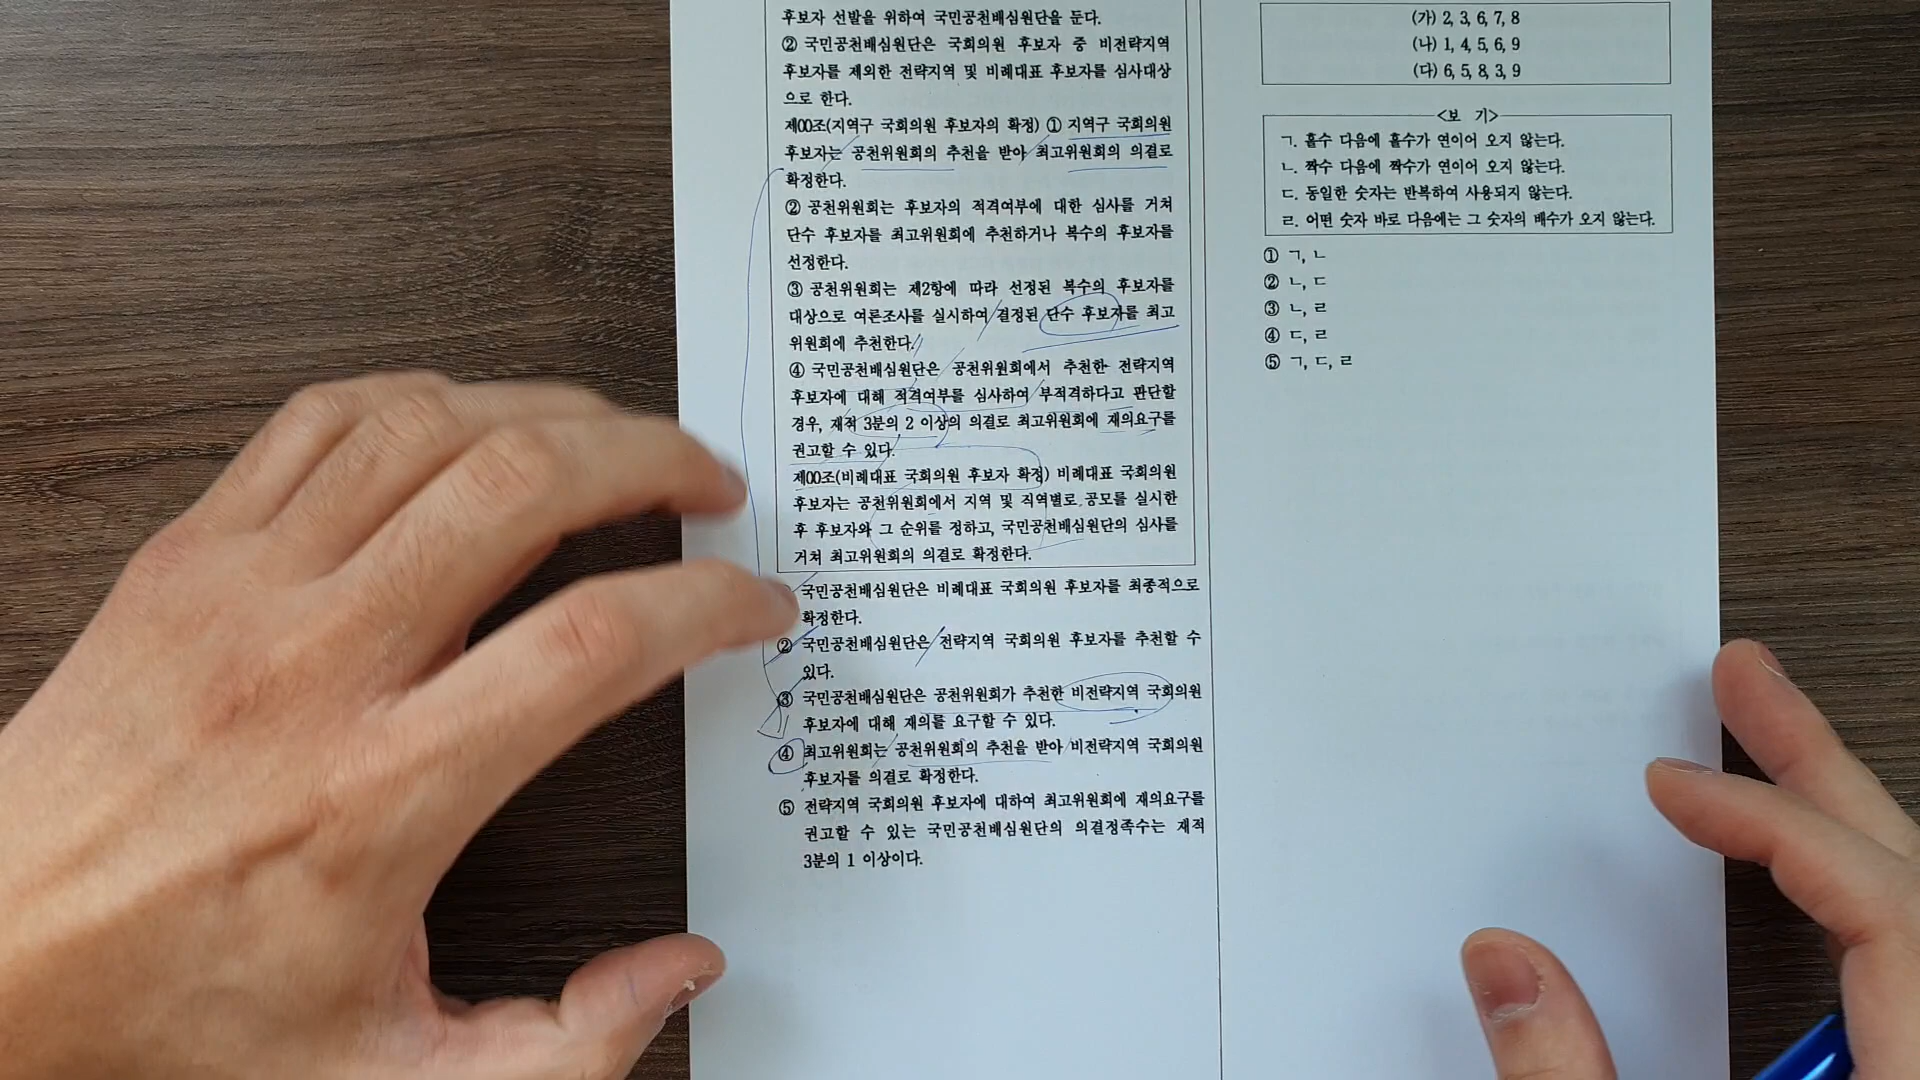 후보자 선발을 위하여 국민공천배심원단을 둔다.
② 국민공천배심원단은 국회의원 후보자 중 비전략지역
후보자를 제외한 전략지역 및 비례대표 후보자를 심사대상
으로 한다.
제00조(지역구 국회의원 후보자의 확정) ① 지역구 국회의원
후보자는 공천위원회의 추천을 받아 최고위원회의 의결로
확정한다.
② 공천위원회는 후보자의 적격여부에 대한 심사를 거쳐
단수 후보자를 최고위원회에 추천하거나 복수의 후보자를
선정한다.
③ 공천위원회는 제2항에 따라 선정된 복수의 후보자를
대상으로 여론조사를 실시하여 결정된 단수 후보자를 최고
위원회에 추천한다.
④ 국민공천배심원단은 공천위원회에서 추천한 전략지역
후보자에 대해 적격여부를 심사하여 부적격하다고 판단할
경우, 재적 3분의 2 이상의 의결로 최고위원회에 재의요구를
권고할 수 있다.
제00조(비례대표 국회의원 후보자 확정) 비례대표 국회의원
후보자는 공천위원회에서 지역 및 직역별로 공모를 실시한
후 후보자와 그 순위를 정하고, 국민공천배심원단의 심사를
거쳐 최고위원회의 의결로 확정한다.
국민공천배심원단은 비례대표 국회의원 후보자를 최종적으로
확정한다.
② 국민공천배심원단은 전략지역 국회의원 후보자를 추천할 수
있다.
③ 국민공천배심원단은 공천위원회가 추천한 비전략지역 국회의원
후보자에 대해 재의를 요구할 수 있다.
④ 최고위원회는 공천위원회의 추천을 받아 비전략지역 국회의원
후보자를 의결로 확정한다.
⑤ 전략지역 국회의원 후보자에 대하여 최고위원회에 재의요구를
권고할 수 있는 국민공천배심원단의 의결정족수는 재적
3분의 1 이상이다.
(가) 2, 3, 6, 7, 8
(나) 1, 4, 5, 6, 9
(다) 6, 5, 8, 3, 9
<보 기>
ㄱ. 홀수 다음에 홀수가 연이어 오지 않는다.
ㄴ. 짝수 다음에 짝수가 연이어 오지 않는다.
ㄷ. 동일한 숫자는 반복하여 사용되지 않는다.
ㄹ. 어떤 숫자 바로 다음에는 그 숫자의 배수가 오지 않는다.
① ㄱ, ㄴ
② ㄴ, ㄷ
③ ㄴ, ㄹ
④ ㄷ, ㄹ
⑤ ㄱ, ㄷ, ㄹ